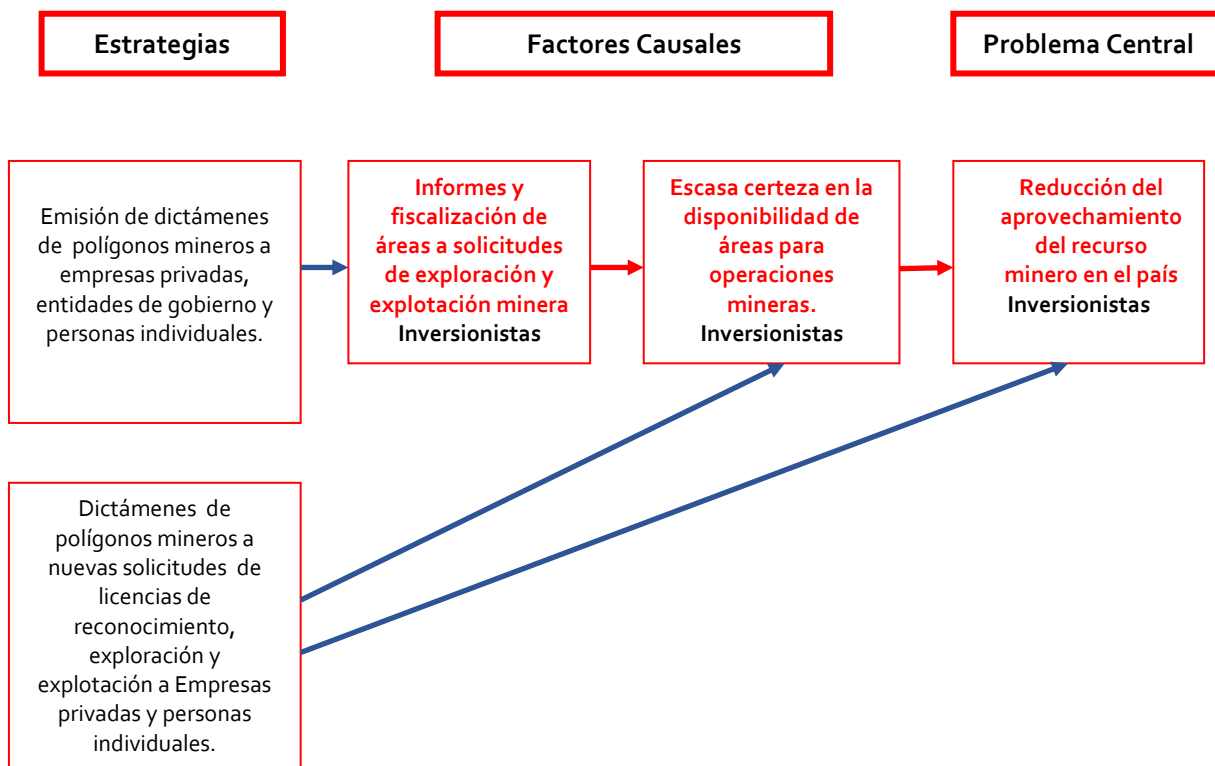 Estrategias
Factores Causales
Problema Central
Emisión de dictámenes
de polígonos mineros a
empresas privadas,
entidades de gobierno y
personas individuales.
Informes y
fiscalización de
áreas a solicitudes
de exploración y
explotación minera
Inversionistas
Escasa certeza en la
disponibilidad de
áreas para
operaciones
mineras.
Inversionistas
Reducción del
aprovechamiento
del recurso
minero en el país
Inversionistas
Dictámenes de
polígonos mineros a
nuevas solicitudes de
licencias de
reconocimiento,
exploración y
explotación a Empresas
privadas y personas
individuales.